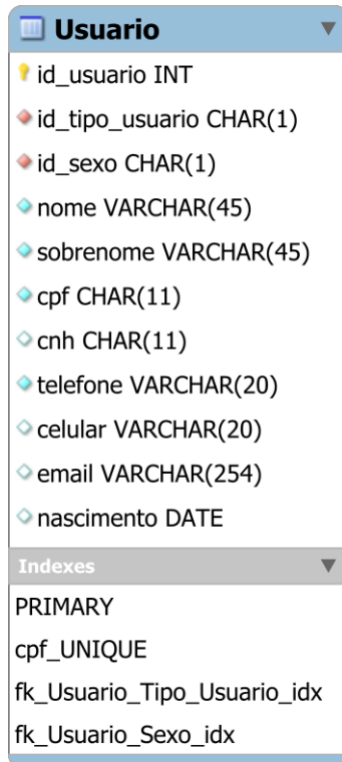 Usuario
id_usuario INT
id_tipo_usuario CHAR(1)
id_sexo CHAR(1)
nome VARCHAR(45)
sobrenome VARCHAR(45)
cpf CHAR(11)
cnh CHAR(11)
telefone VARCHAR(20)
celular VARCHAR(20)
email VARCHAR(254)
nascimento DATE
Indexes
PRIMARY
cpf_UNIQUE
fk_Usuario_Tipo_Usuario_idx
fk_Usuario_Sexo_idx